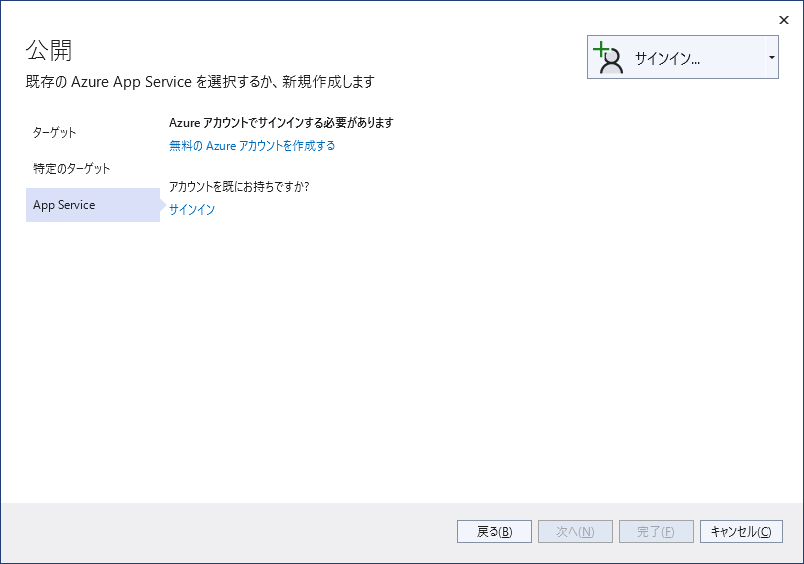 公開
既存の Azure App Service を選択するか、新規作成します
サインイン...
ターゲット
特定のターゲット
App Service
Azure アカウントでサインインする必要があります
無料の Azure アカウントを作成する
アカウントを既にお持ちですか?
サインイン
戻る(B)
次へ(N)
完了(F)
キャンセル(C)